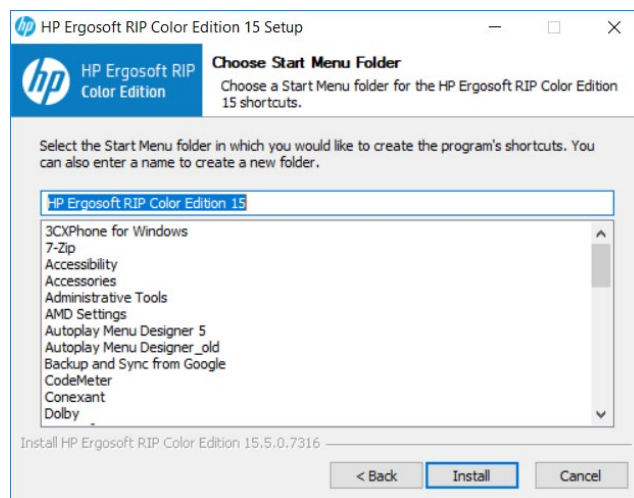 HP Ergosoft RIP Color Edition 15 Setup
hp
HP Ergosoft RIP
Color Edition
Choose Start Menu Folder
Choose a Start Menu folder for the HP Ergosoft RIP Color Edition
15 shortcuts.
Select the Start Menu folder in which you would like to create the program's shortcuts. You
can also enter a name to create a new folder.
HP Ergosoft RIP Color Edition 15
3CXPhone for Windows
7-Zip
Accessibility
Accessories
Administrative Tools
AMD Settings
Autoplay Menu Designer 5
Autoplay Menu Designer_old
Backup and Sync from Google
CodeMeter
Conexant
Dolby
Install HP Ergosoft RIP Color Edition 15.5.0.7316
< Back
Install
Cancel